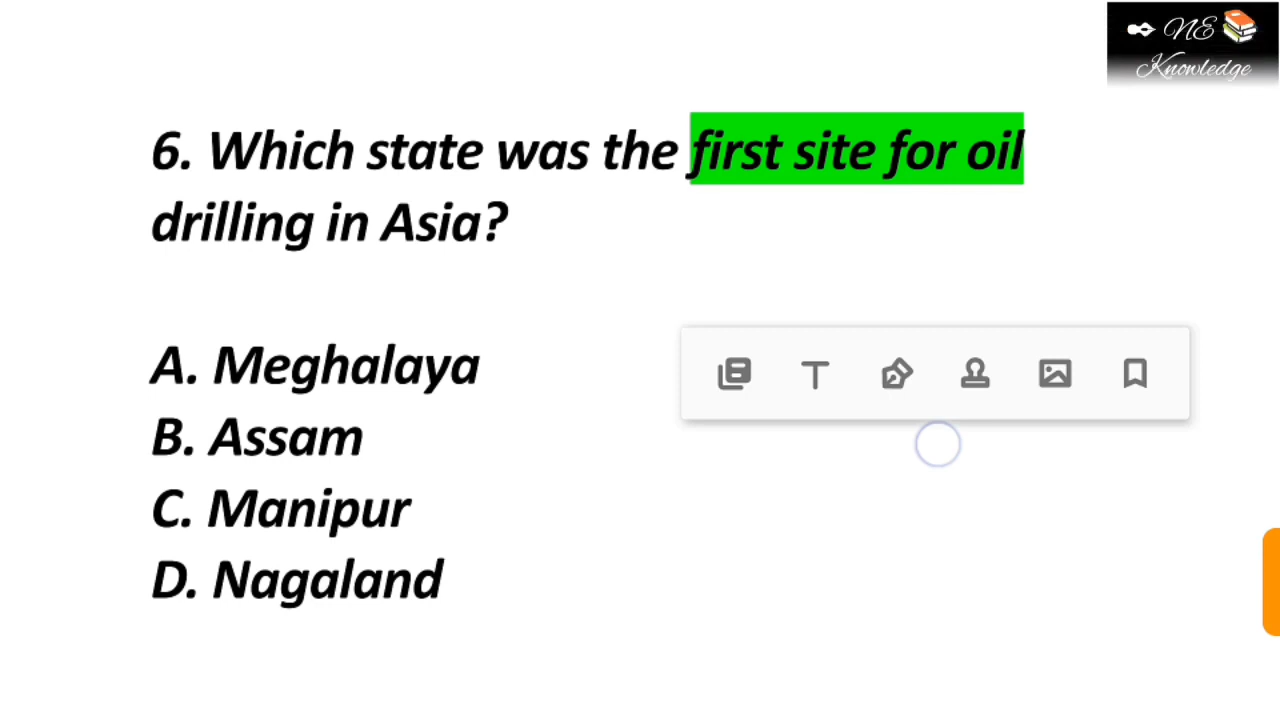 NE
Knowledge
6. Which state was the first site for oil
drilling in Asia?
A. Meghalaya
B. Assam
C. Manipur
D. Nagaland